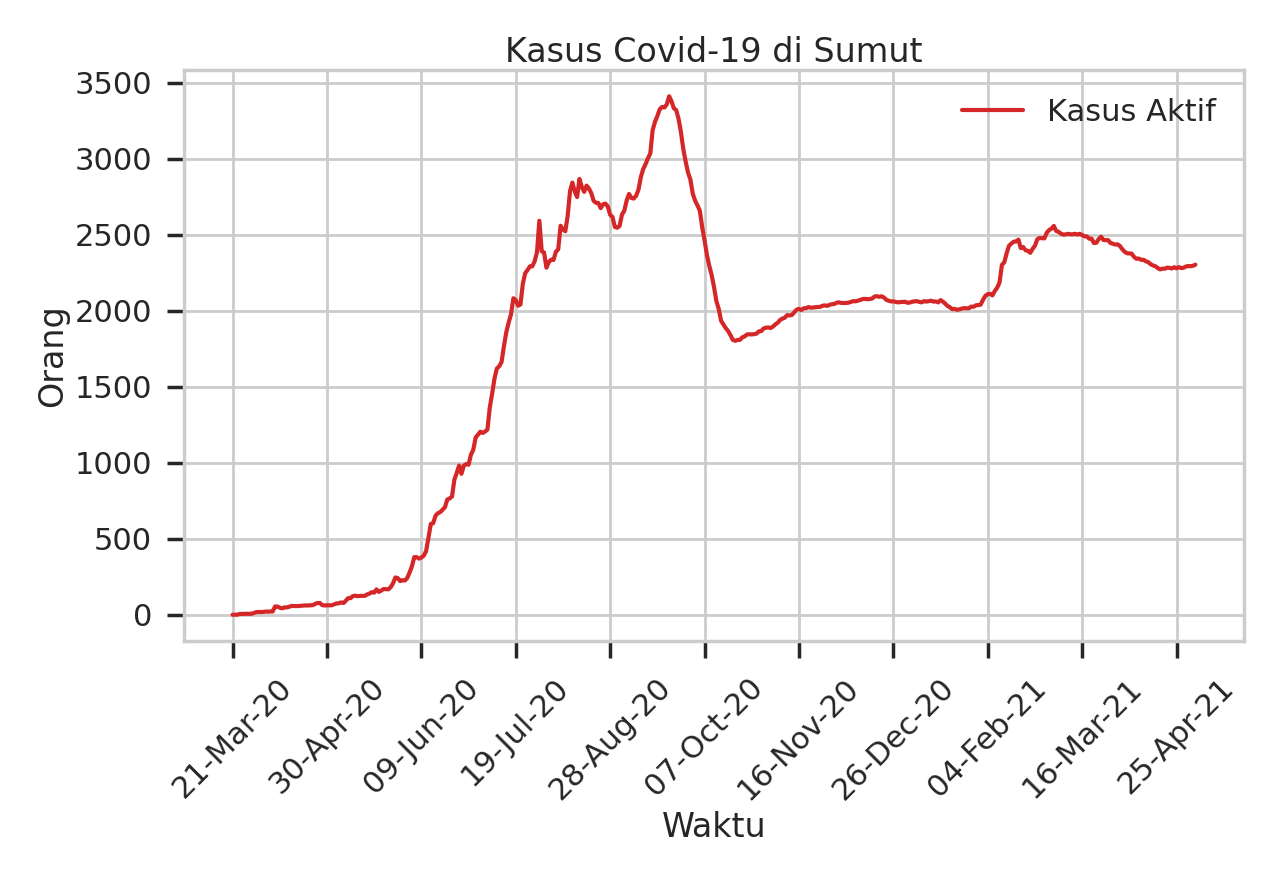 Kasus Covid-19 di Sumut
Kasus Aktif
3500
3000
2500
2000
1500
1000
500
0
Orang
21-Mar-20
30-Apr-20
09-Jun-20
19-Jul-20
28-Aug-20
07-Oct-20
16-Nov-20
26-Dec-20
04-Feb-21
16-Mar-21
25-Apr-21
Waktu